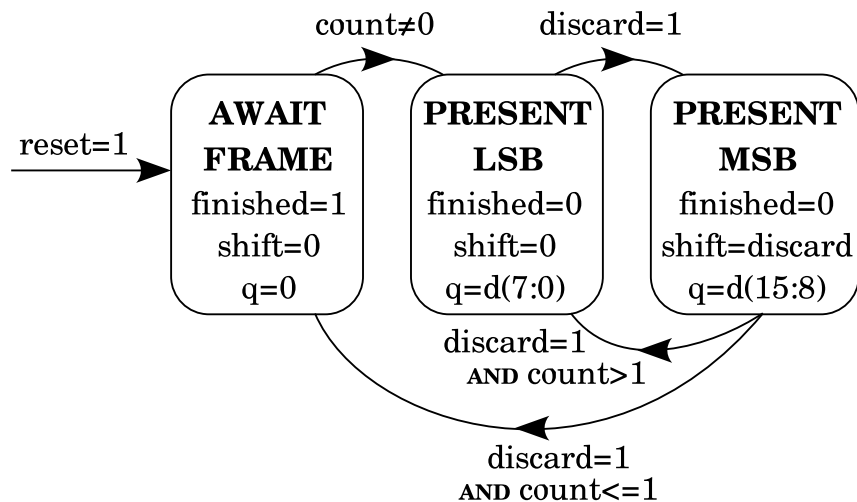 count≠0
discard=1
reset=1
AWAIT
FRAME
finished=1
shift=0
q=0
PRESENT
LSB
finished=0
shift=0
q=d(7:0)
PRESENT
MSB
finished=0
shift=discard
q=d(15:8)
discard=1
AND count>1
discard=1
AND count<=1